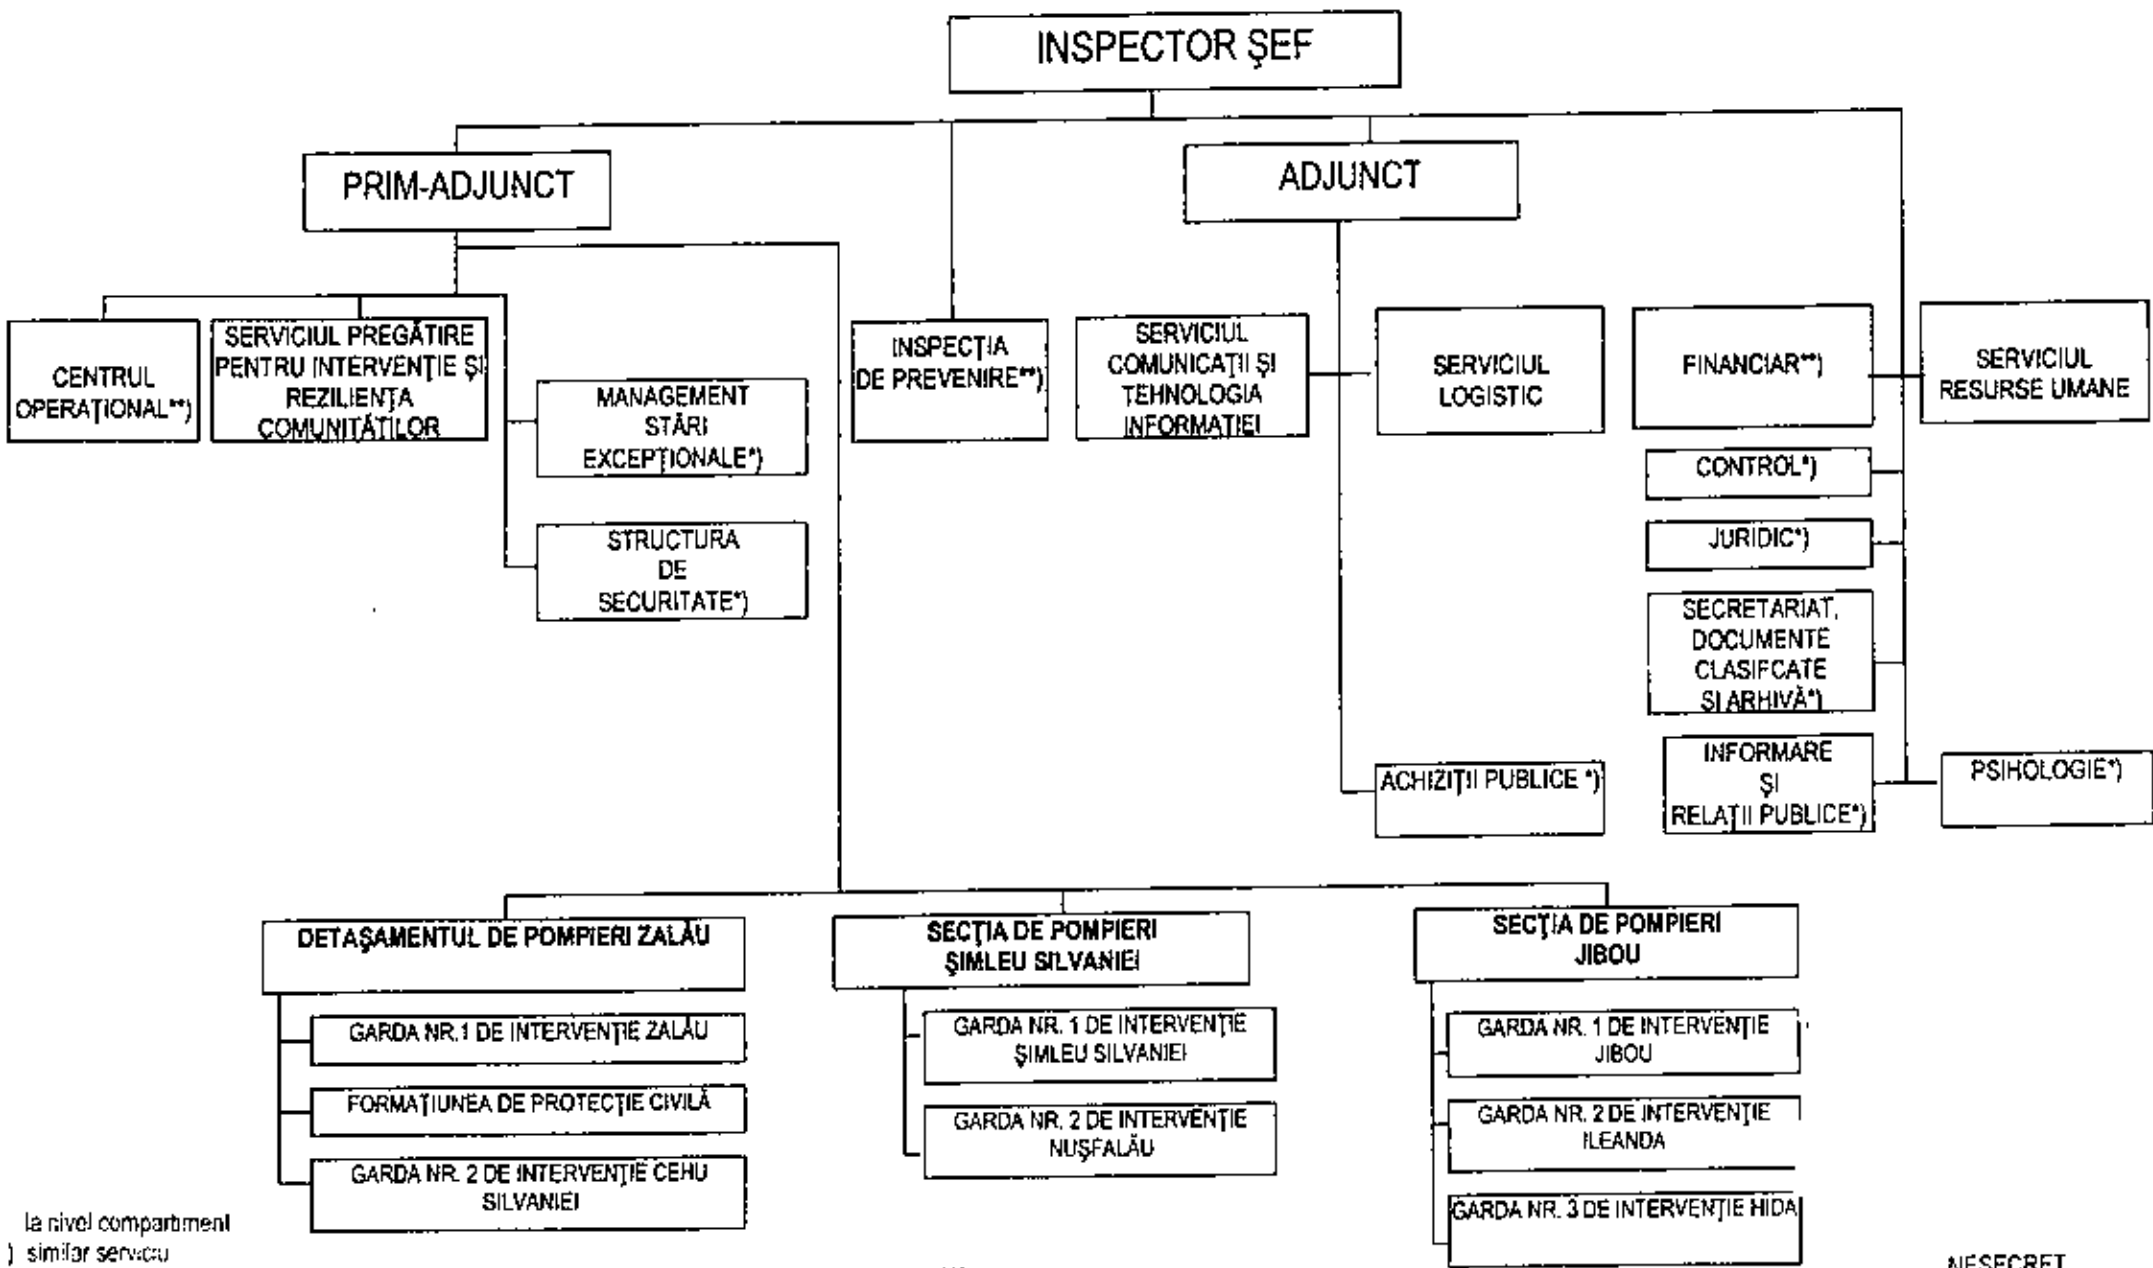 INSPECTOR ŞEF
PRIM-ADJUNCT
ADJUNCT
CENTRUL
OPERAŢIONAL**)
SERVICIUL PREGĂTIRE
PENTRU INTERVENŢIE ŞI
REZILIENŢA
COMUNITĂŢILOR
MANAGEMENT
STĂRI
EXCEPŢIONALE*)
STRUCTURA
DE
SECURITATE*)
INSPECŢIA
DE PREVENIRE**)
SERVICIUL
COMUNICAŢII ŞI
TEHNOLOGIA
INFORMAŢIEI
SERVICIUL
LOGISTIC
ACHIZIŢII PUBLICE *)
FINANCIAR**)
SERVICIUL
RESURSE UMANE
CONTROL*)
JURIDIC*)
SECRETARIAT,
DOCUMENTE
CLASIFCATE
SI ARHIVĂ*)
INFORMARE
ŞI
RELAŢII PUBLICE*)
PSIHOLOGIE*)
DETAŞAMENTUL DE POMPIERI ZALĂU
GARDA NR.1 DE INTERVENŢIE ZALĂU
FORMAŢIUNEA DE PROTECŢIE CIVILĂ
GARDA NR. 2 DE INTERVENŢIE CEHU
SILVANIEI
SECŢIA DE POMPIERI
ŞIMLEU SILVANIEI
GARDA NR. 1 DE INTERVENŢIE
ŞIMLEU SILVANIEI
GARDA NR. 2 DE INTERVENŢIE
NUŞFALĂU
SECŢIA DE POMPIERI
JIBOU
GARDA NR. 1 DE INTERVENŢIE
JIBOU
GARDA NR. 2 DE INTERVENŢIE
ILEANDA
GARDA NR. 3 DE INTERVENŢIE HIDA
la nivel compartiment
) similar serviciu
NESECRET